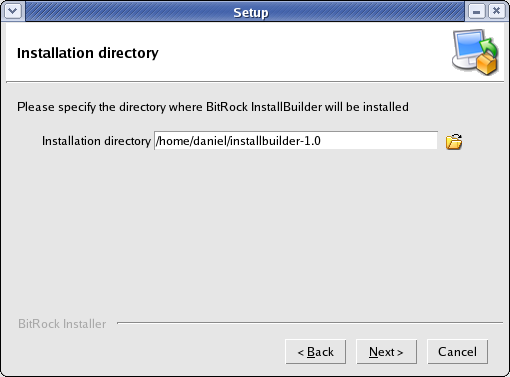 Setup
Installation directory
Please specify the directory where BitRock InstallBuilder will be installed
Installation directory /home/daniel/installbuilder-1.0
BitRock Installer
< Back Next > Cancel